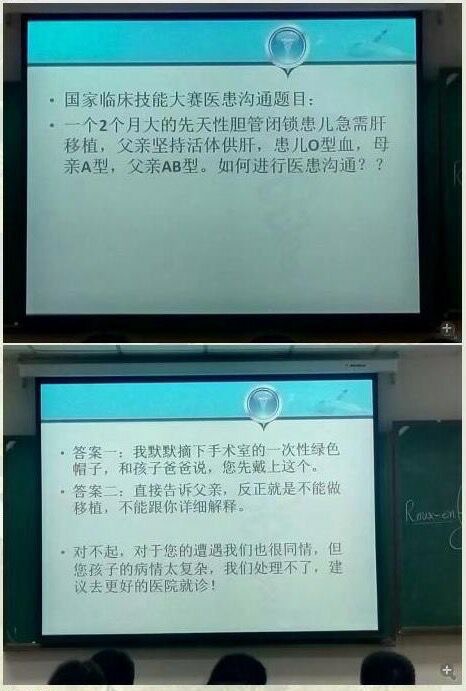 • 国家临床技能大赛医患沟通题目：
• 一个2个月大的先天性胆管闭锁患儿急需肝
移植，父亲坚持活体供肝，患儿O型血，母
亲A型，父亲AB型。如何进行医患沟通？？
• 答案一：我默默摘下手术室的一次性绿色
帽子，和孩子爸爸说，您先戴上这个。
• 答案二：直接告诉父亲，反正就是不能做
移植，不能跟你详细解释。
• 对不起，对于您的遭遇我们也很同情，但
您孩子的病情太复杂，我们处理不了，建
议去更好的医院就诊！